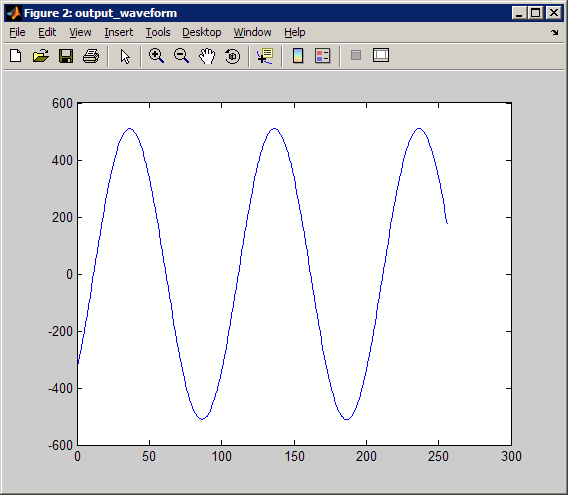 Figure 2: output_waveform
File Edit View Insert Tools Desktop Window Help
600
400
200
0
-200
-400
-600
0 50 100 150 200 250 300